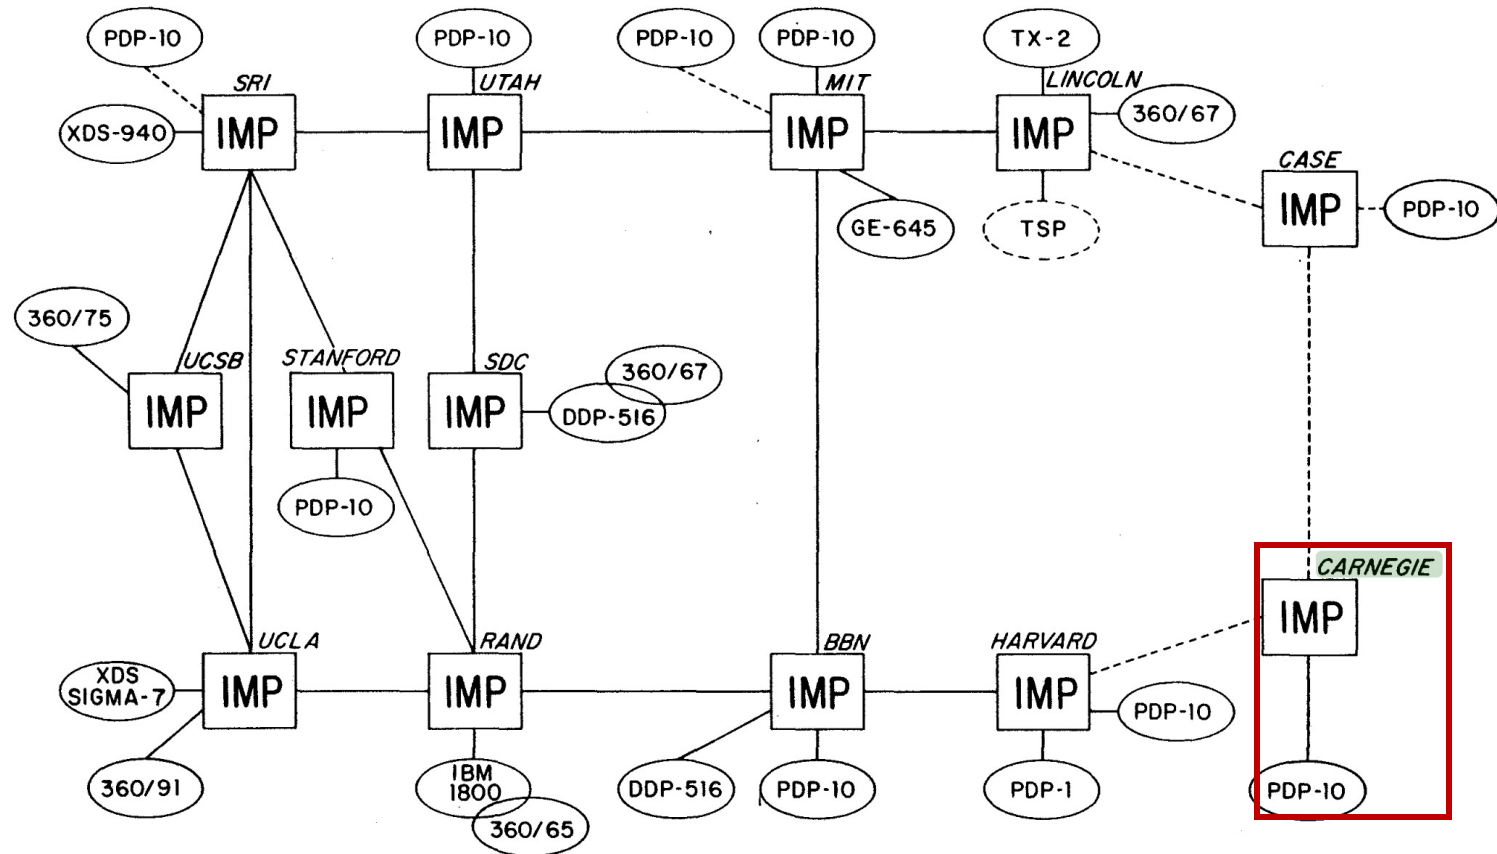 PDP-10
PDP-10
PDP-10
PDP-10
TX-2
SRI
UTAH
MIT
LINCOLN
XDS-940
IMP
IMP
IMP
IMP
360/67
CASE
IMP
PDP-10
GE-645
TSP
360/75
UCSB
STANFORD
SDC
360/67
IMP
IMP
IMP
DDP-516
PDP-10
CARNEGIE
IMP
UCLA
RAND
BBN
HARVARD
XDS
SIGMA-7
IMP
IMP
IMP
IMP
PDP-10
360/91
IBM
1800
360/65
DDP-516
PDP-10
PDP-1
PDP-10